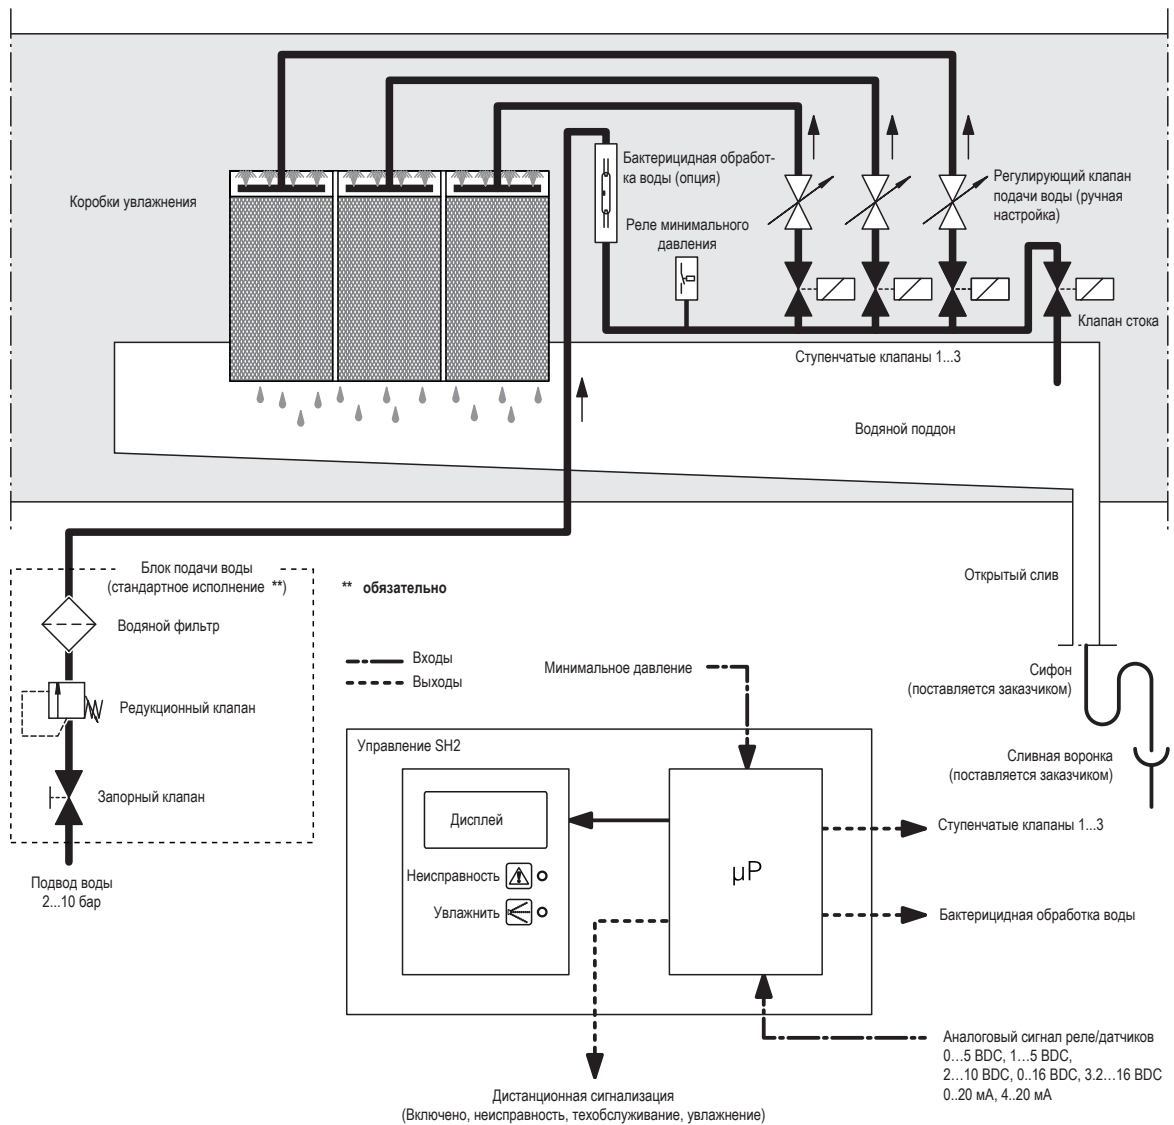 Бактерицидная обработ-
ка воды (опция)
Регулирующий клапан
подачи воды (ручная
настройка)
Коробки увлажнения
Реле минимального
давления
Клапан стока
Ступенчатые клапаны 1...3
Водяной поддон
Блок подачи воды
(стандартное исполнение **)
** обязательно
Открытый слив
Водяной фильтр
Входы
Выходы
Минимальное давление
Сифон
(поставляется заказчиком)
Редукционный клапан
Управление SH2
Сливная воронка
(поставляется заказчиком)
Запорный клапан
Дисплей
Ступенчатые клапаны 1...3
Неисправность
µP
Подвод воды
2...10 бар
Увлажнить
Бактерицидная обработка воды
Аналоговый сигнал реле/датчиков
0...5 ВDC, 1...5 ВDC,
2...10 ВDC, 0..16 ВDC, 3.2...16 ВDC
0..20 мА, 4..20 мА
Дистанционная сигнализация
(Включено, неисправность, техобслуживание, увлажнение)